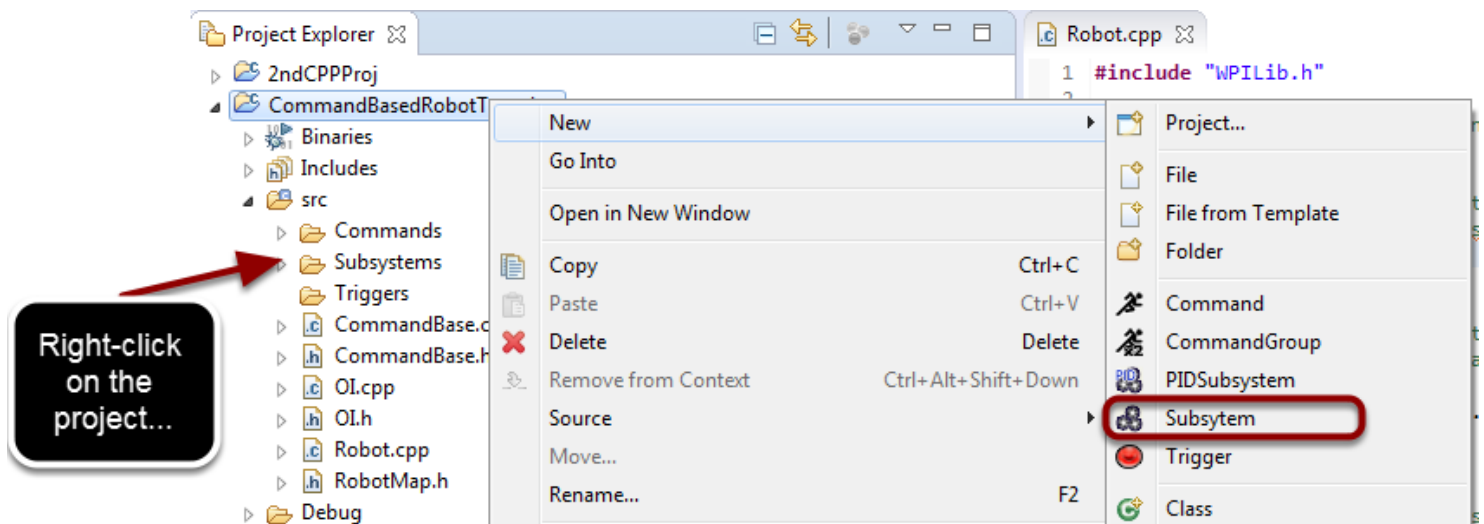 Project Explorer
Robot.cpp
2ndCPPProj
1 #include "WPILib.h"
CommandBasedRobotT
Binaries
Includes
src
Commands
Subsystems
Triggers
CommandBase.c
CommandBase.h
OI.cpp
OI.h
Robot.cpp
RobotMap.h
Debug
Right-click
on the
project...
New
Go Into
Open in New Window
Copy Ctrl+C
Paste Ctrl+V
Delete Delete
Remove from Context Ctrl+Alt+Shift+Down
Source
Move...
Rename... F2
Project...
File
File from Template
Folder
Command
CommandGroup
PIDSubsystem
Subsytem
Trigger
Class